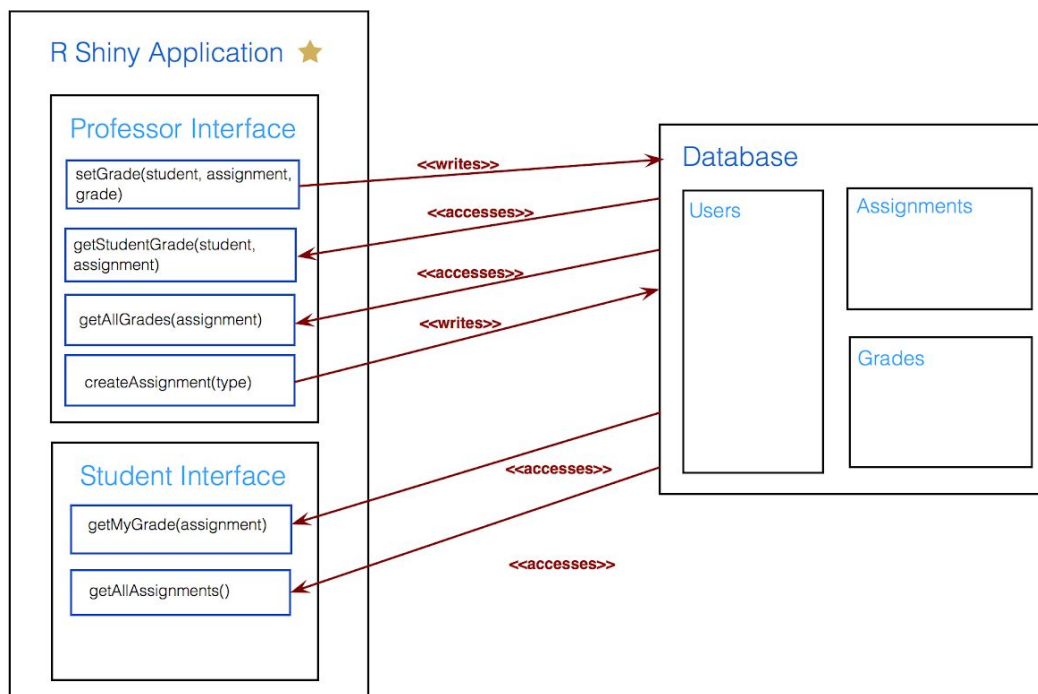 R Shiny Application
Professor Interface
setGrade(student, assignment,
grade)
getStudentGrade(student,
assignment)
getAllGrades(assignment)
createAssignment(type)
Student Interface
getMyGrade(assignment)
getAllAssignments()
<<writes>>
<<accesses>>
<<accesses>>
<<writes>>
<<accesses>>
<<accesses>>
Database
Users
Assignments
Grades